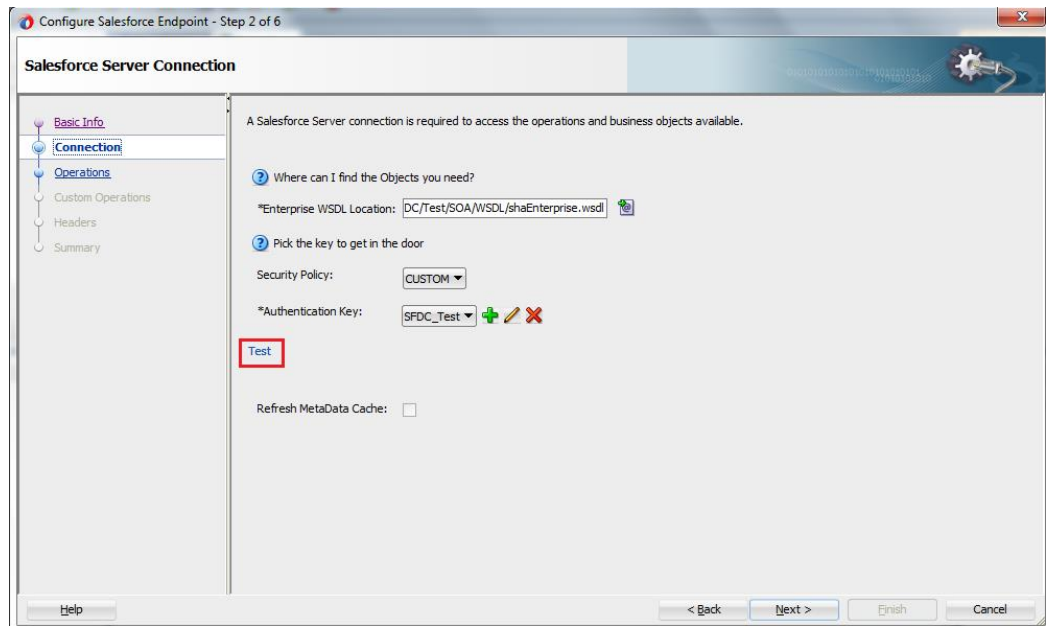 Configure Salesforce Endpoint - Step 2 of 6
Salesforce Server Connection
Basic Info
Connection
Operations
Custom Operations
Headers
Summary
A Salesforce Server connection is required to access the operations and business objects available.
Where can I find the Objects you need?
*Enterprise WSDL Location: DC/Test/SOA/WSDL/shaEnterprise.wsdl
Pick the key to get in the door
Security Policy: CUSTOM
*Authentication Key: SFDC_Test
Test
Refresh MetaData Cache:
Help < Back Next > Finish Cancel